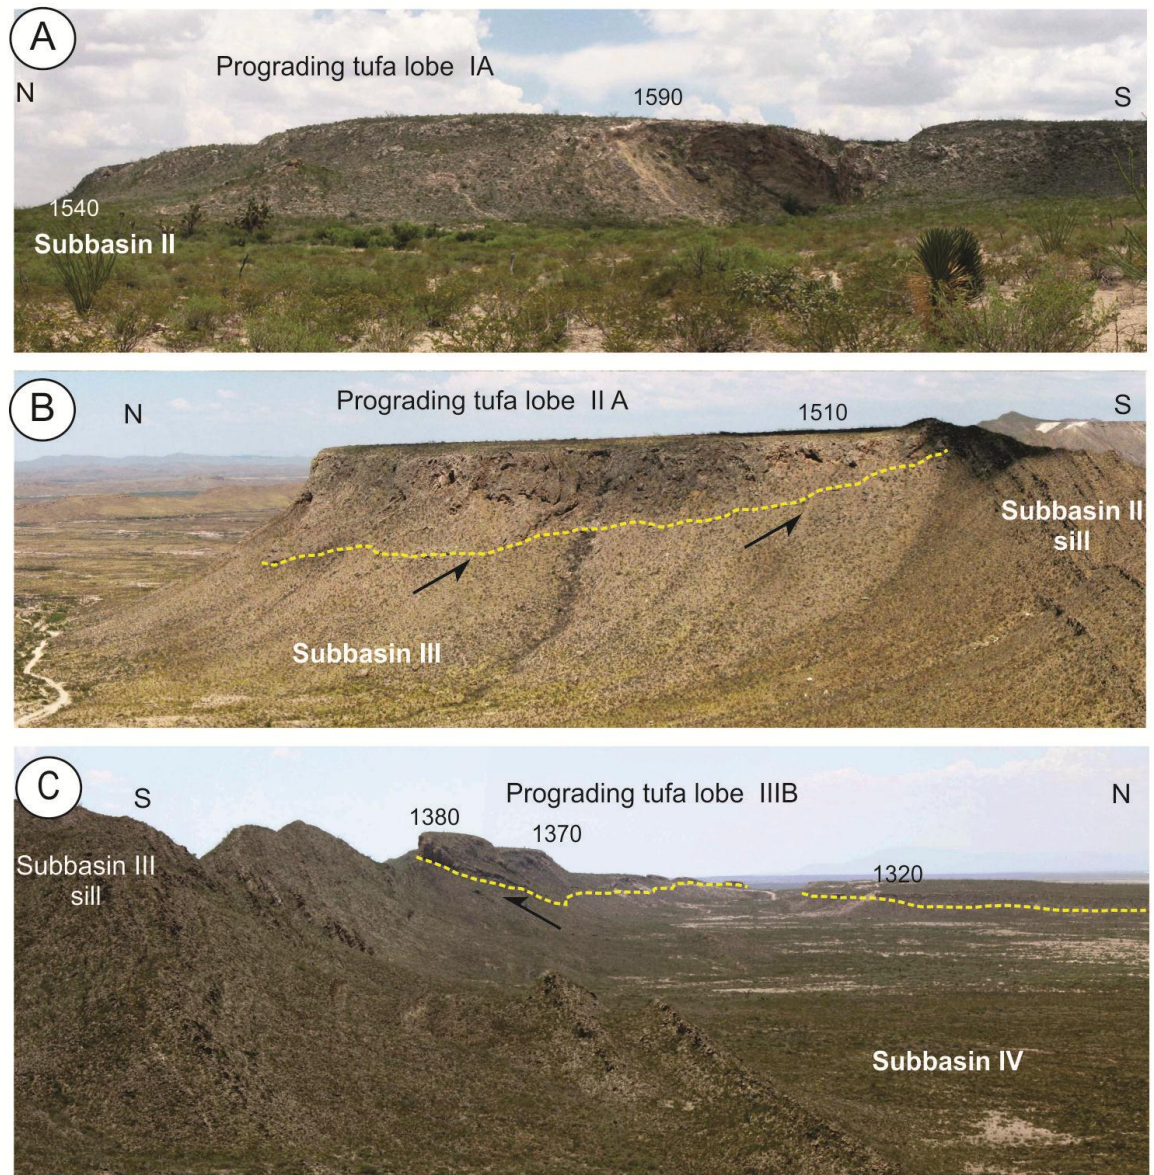 A
Prograding tufa lobe IA
N
1590
S
1540
Subbasin II
B
N
Prograding tufa lobe II A
1510
S
Subbasin II
sill
Subbasin III
C
S
Prograding tufa lobe IIIB
N
1380
1370
Subbasin III
sill
1320
Subbasin IV